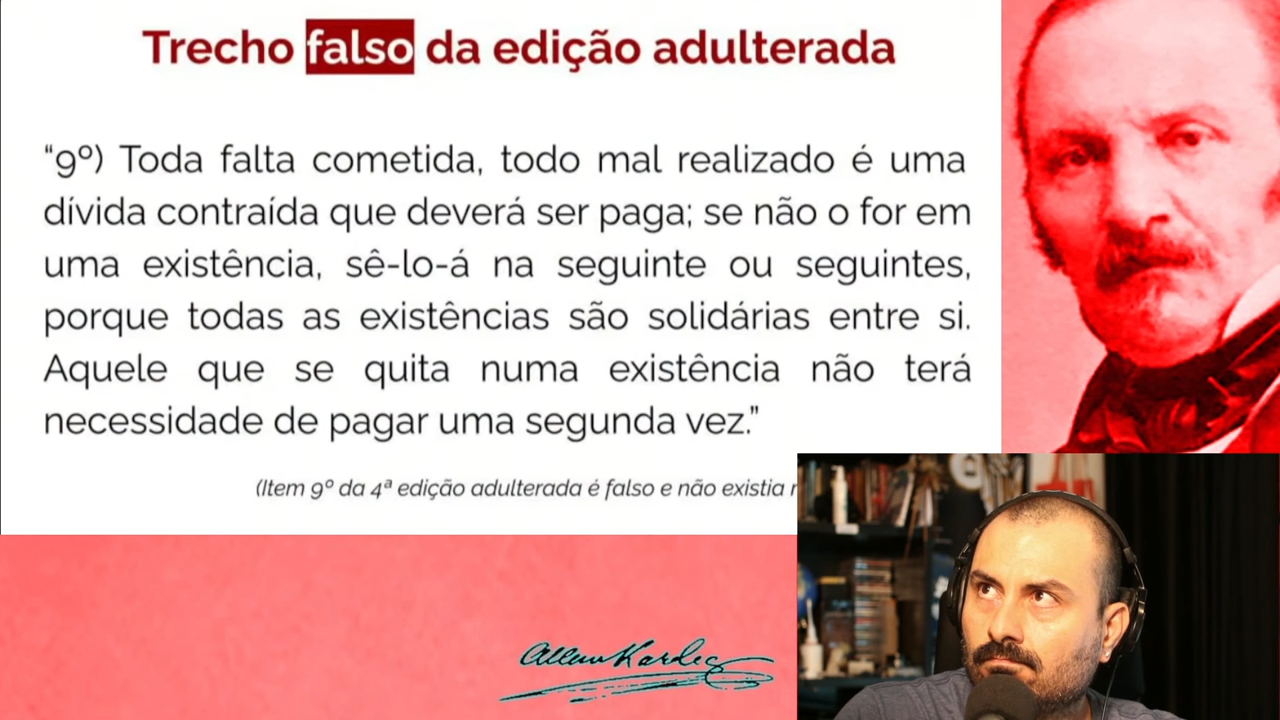 Trecho falso da edição adulterada
“9º) Toda falta cometida, todo mal realizado é uma
dívida contraída que deverá ser paga; se não o for em
uma existência, sê-lo-á na seguinte ou seguintes,
porque todas as existências são solidárias entre si.
Aquele que se quita numa existência não terá
necessidade de pagar uma segunda vez.”
(Item 9º da 4ª edição adulterada é falso e não existia
Allan Kardec